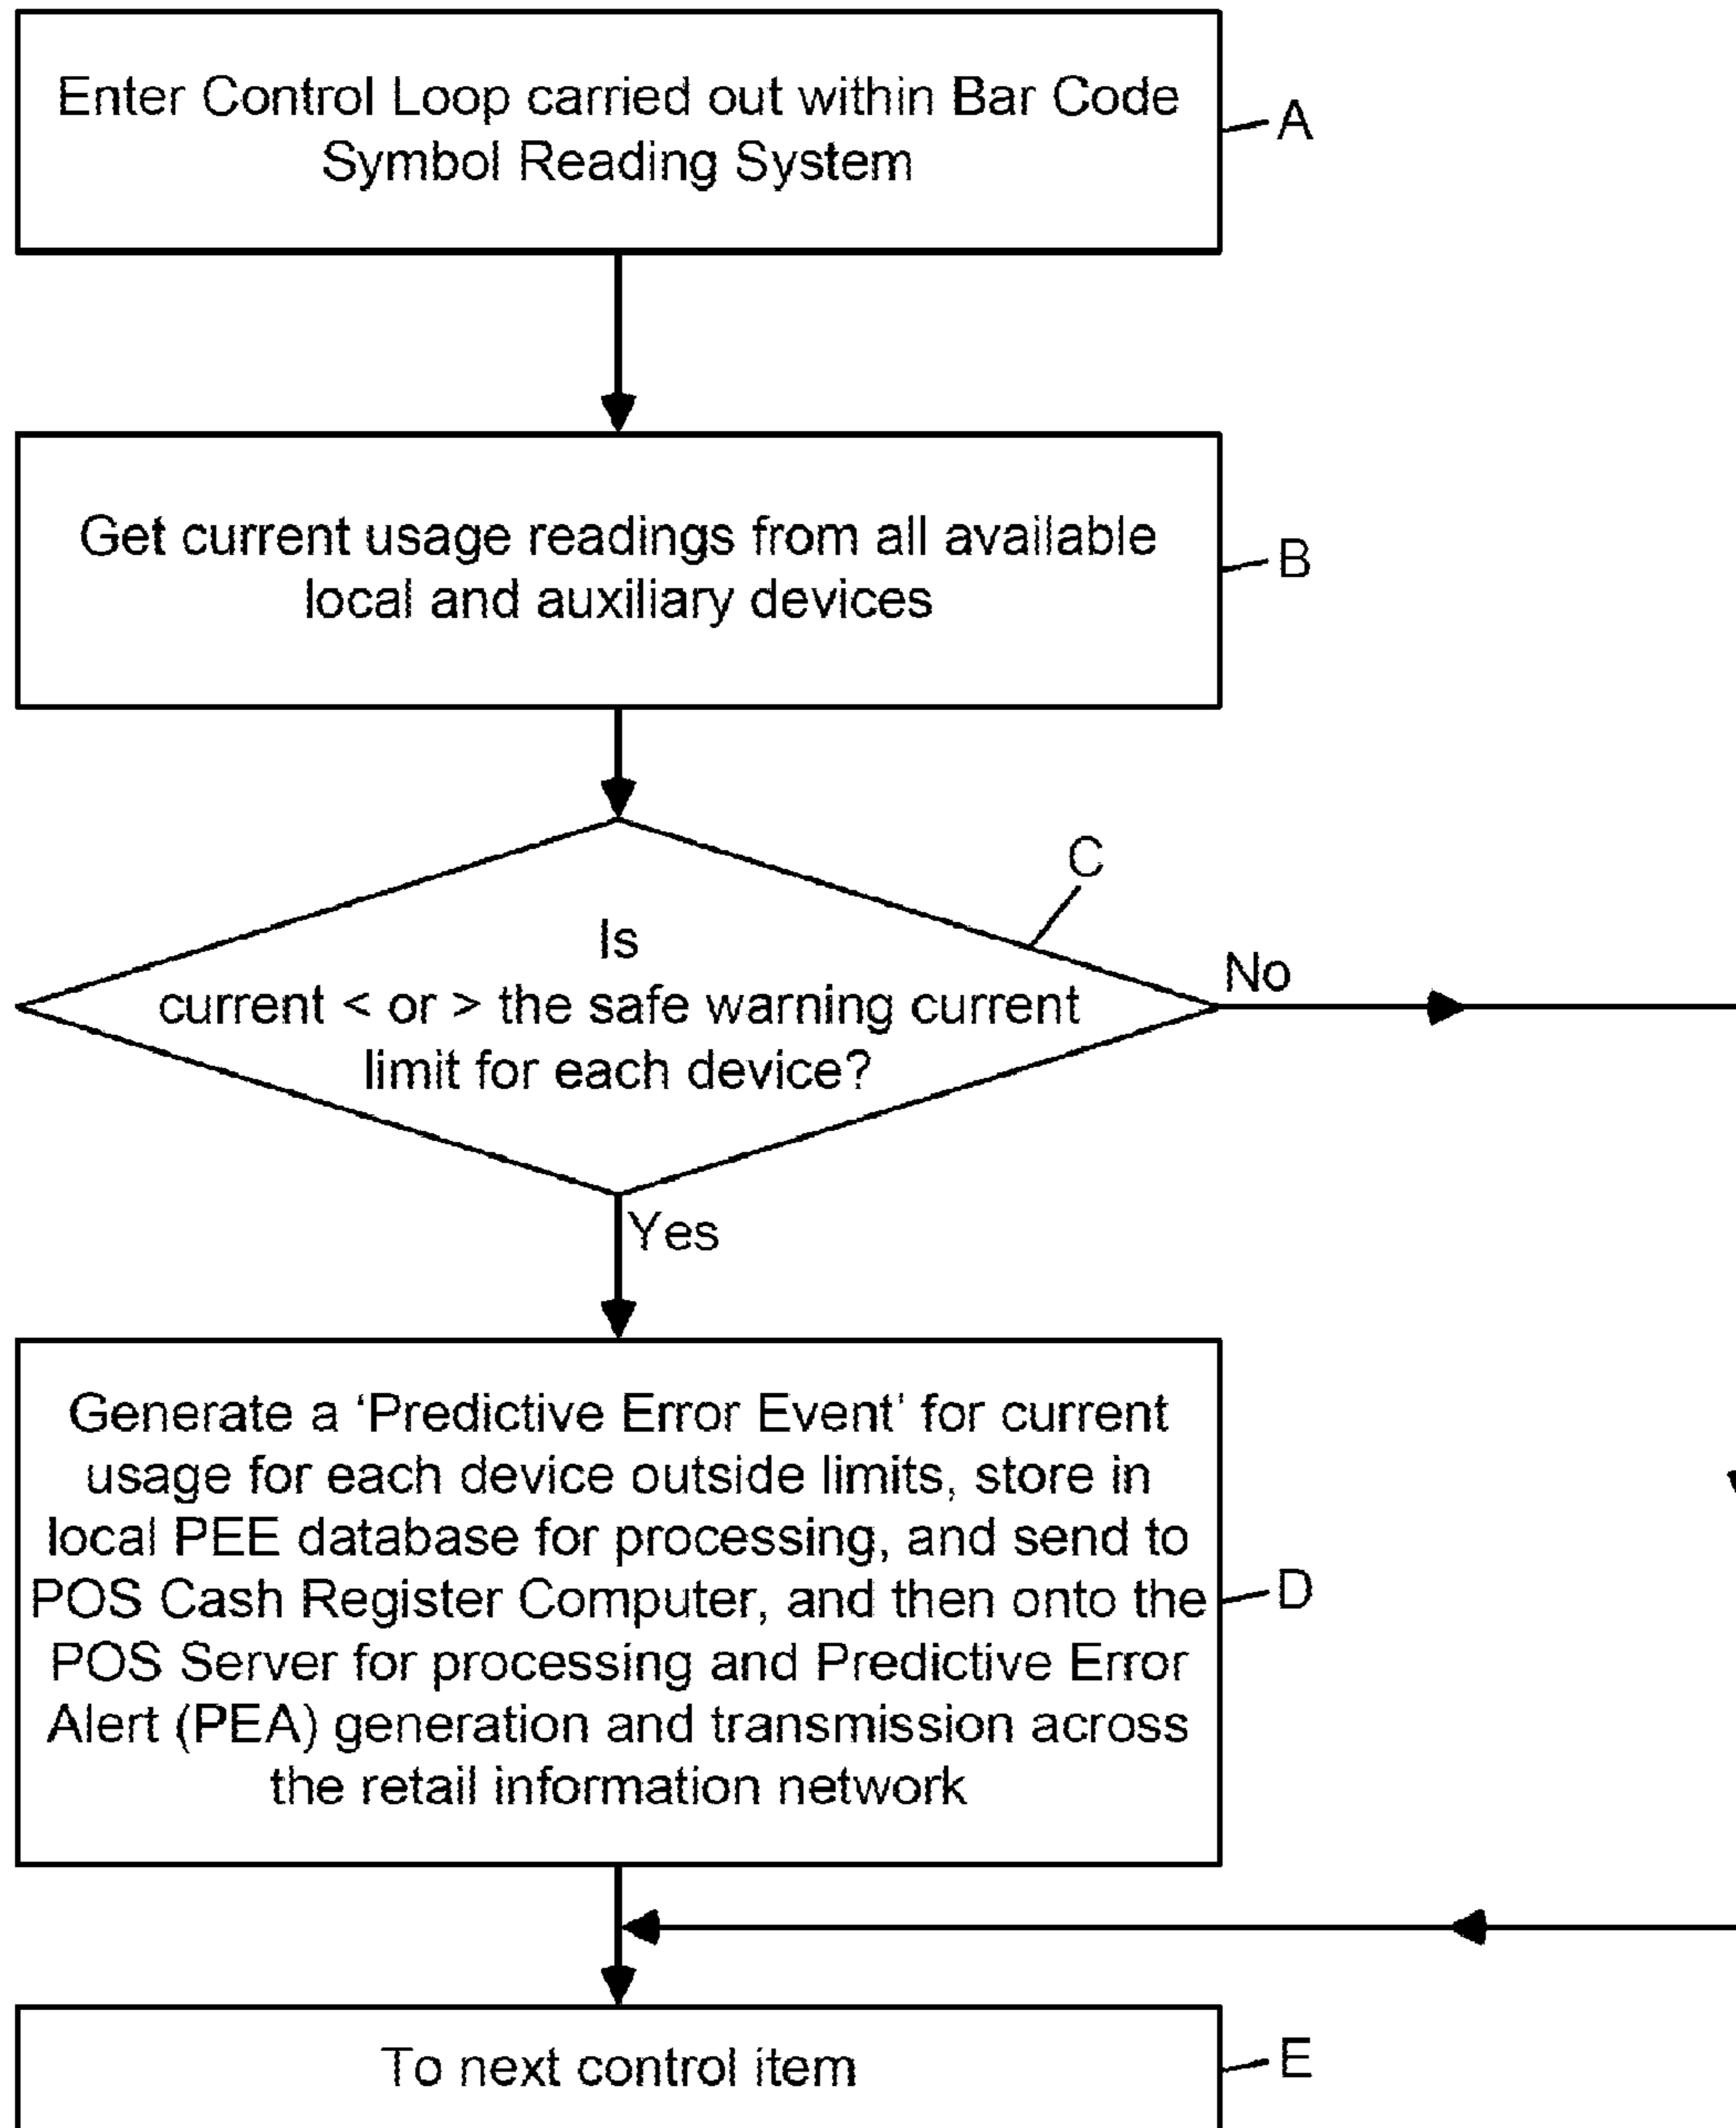 Enter Control Loop carried out within Bar Code
Symbol Reading System
A
Get current usage readings from all available
local and auxiliary devices
B
C
Is
current < or > the safe warning current
limit for each device?
No
Yes
Generate a ‘Predictive Error Event’ for current
usage for each device outside limits, store in
local PEE database for processing, and send to
POS Cash Register Computer, and then onto the
POS Server for processing and Predictive Error
Alert (PEA) generation and transmission across
the retail information network
D
To next control item
E